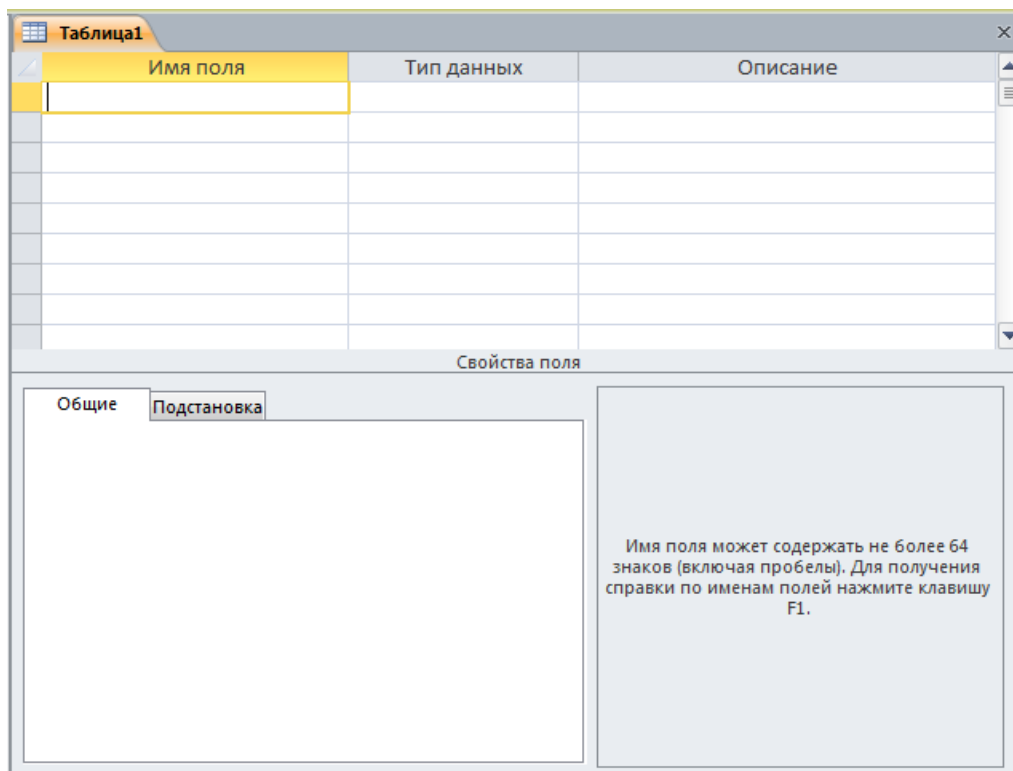 Таблица1
Имя поля Тип данных Описание
Свойства поля
Общие Подстановка
Имя поля может содержать не более 64
знаков (включая пробелы). Для получения
справки по именам полей нажмите клавишу
F1.